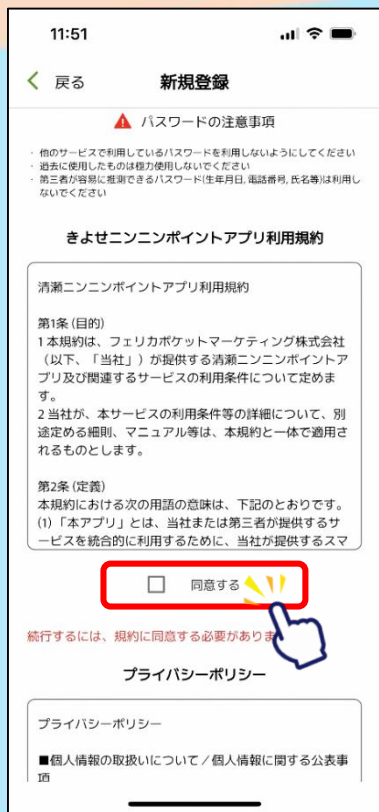 11:51
戻る 新規登録
パスワードの注意事項
· 他のサービスで利用しているパスワードを利用しないようにしてください
· 過去に使用したものは極力使用しないでください
· 第三者が容易に推測できるパスワード(生年月日, 電話番号, 氏名等)は利用し
ないでください
きよせニンニンポイントアプリ利用規約
清瀬ニンニンポイントアプリ利用規約
第1条 (目的)
1 本規約は、フェリカポケットマーケティング株式会社
（以下、「当社」）が提供する清瀬ニンニンポイントア
プリ及び関連するサービスの利用条件について定めま
す。
2 当社が、本サービスの利用条件等の詳細について、別
途定める細則、マニュアル等は、本規約と一体で適用さ
れるものとします。
第2条 (定義)
本規約における次の用語の意味は、下記のとおりです。
(1) 「本アプリ」とは、当社または第三者が提供するサ
ービスを統合的に利用するために、当社が提供するスマ
同意する
続行するには、規約に同意する必要がありま
プライバシーポリシー
プライバシーポリシー
■個人情報の取扱いについて / 個人情報に関する公表事
項